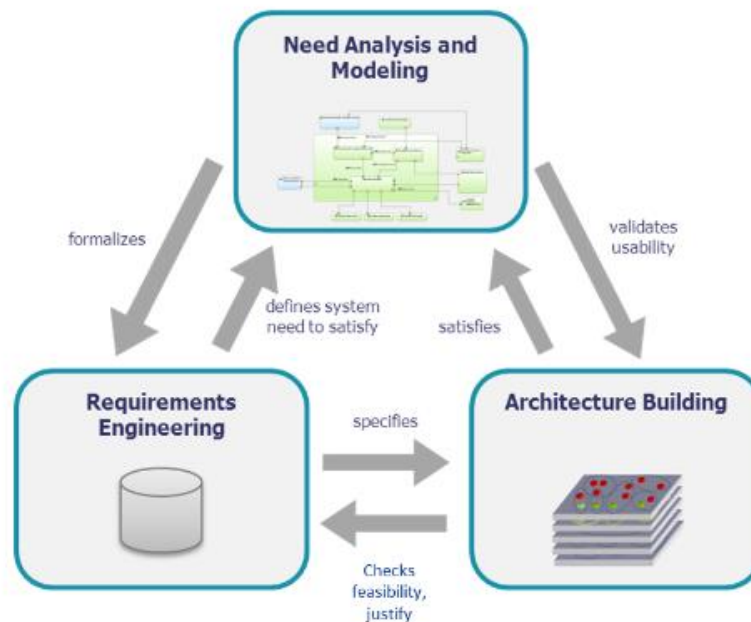 Need Analysis and
Modeling
formalizes
validates
usability
defines system
need to satisfy
satisfies
Requirements
Engineering
specifies
Architecture Building
Checks
feasibility,
justify